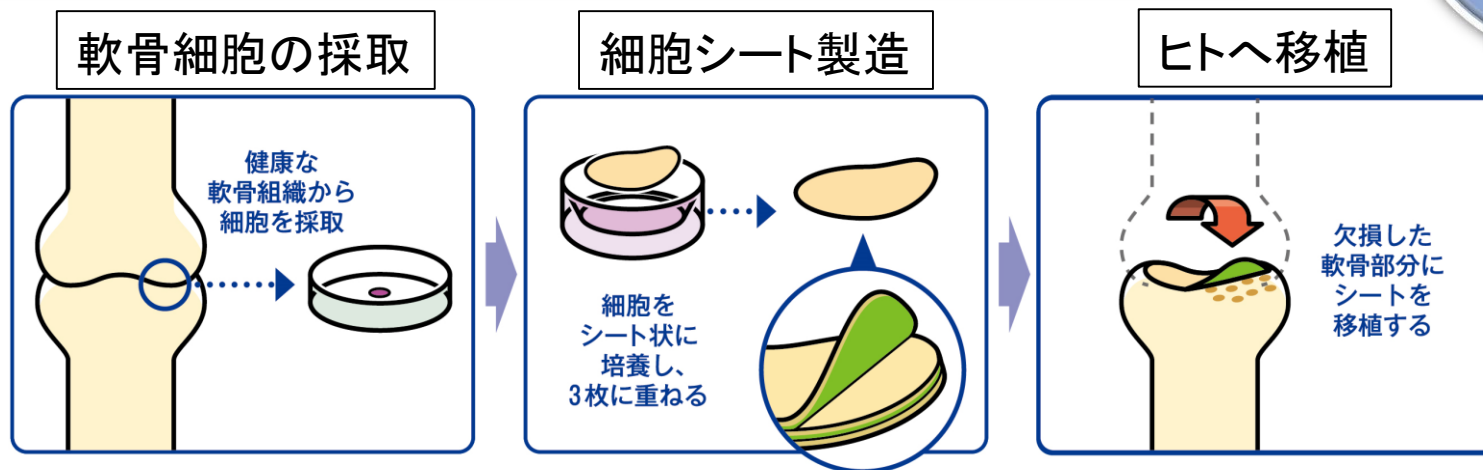 軟骨細胞の採取
健康な
軟骨組織から
細胞を採取
細胞シート製造
細胞を
シート状に
培養し、
3枚に重ねる
ヒトへ移植
欠損した
軟骨部分に
シートを
移植する